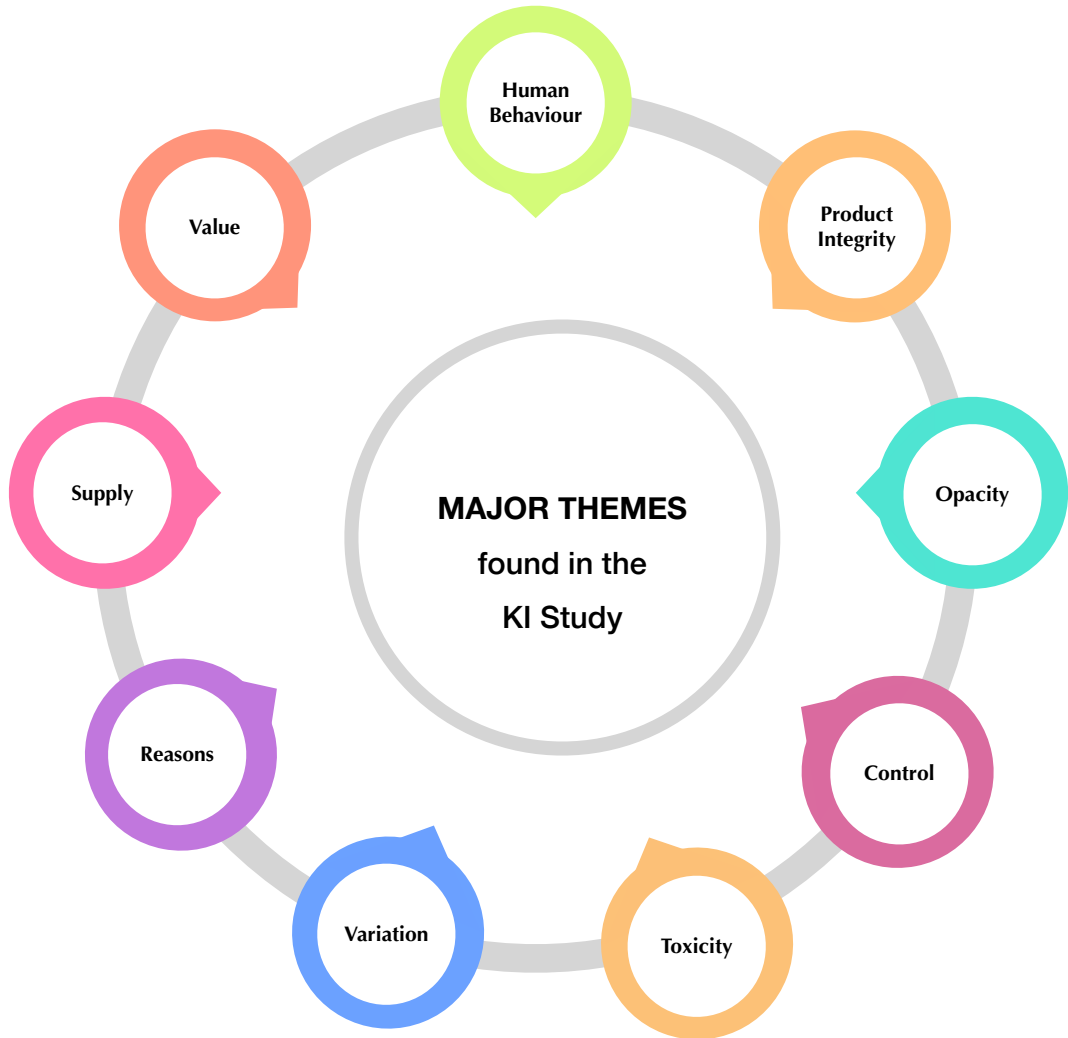 Human
Behaviour
Product
Integrity
Opacity
Control
Toxicity
Variation
Reasons
Supply
Value
MAJOR THEMES
found in the
KI Study